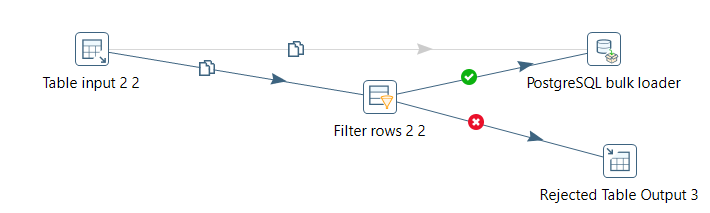 Table input 2 2
PostgreSQL bulk loader
Filter rows 2 2
Rejected Table Output 3